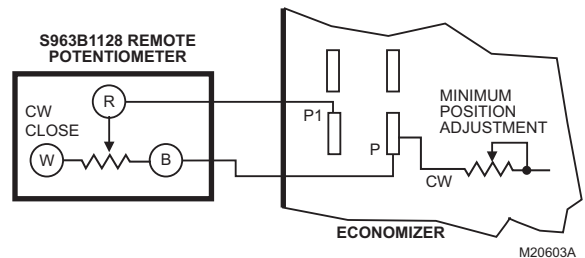 S963B1128 REMOTE
POTENTIOMETER
CW
CLOSE
R
W
B
P1
P
CW
MINIMUM
POSITION
ADJUSTMENT
ECONOMIZER
M20603A